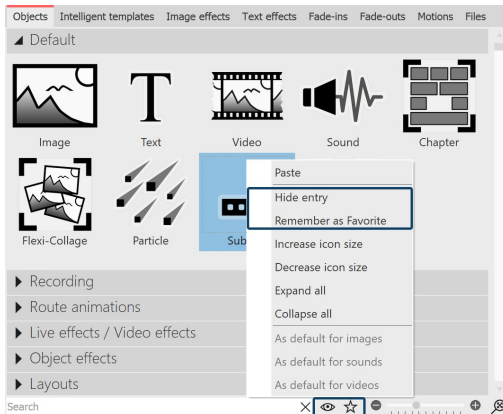 Objects Intelligent templates Image effects Text effects Fade-ins Fade-outs Motions Files
Default
Image Text Video Sound Chapter
Flexi-Collage Particle Sub
Paste
Hide entry
Remember as Favorite
Increase icon size
Decrease icon size
Expand all
Collapse all
As default for images
As default for sounds
As default for videos
Recording
Route animations
Live effects / Video effects
Object effects
Layouts
Search